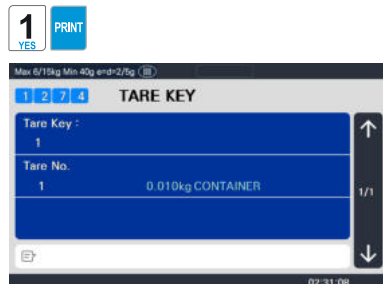 1
YES
PRINT
Max 6/15kg Min 40g e=d=2/5g
1 2 7 4 TARE KEY
Tare Key :
1
Tare No.
1 0.010kg CONTAINER
1/1
02:31:08